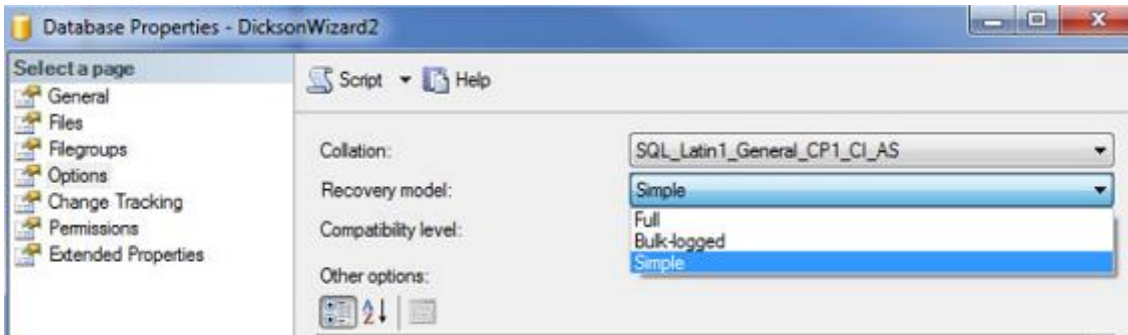 Database Properties - DicksonWizard2
Select a page
General
Files
Filegroups
Options
Change Tracking
Permissions
Extended Properties
Script
Help
Collation:
SQL_Latin1_General_CP1_CI_AS
Recovery model:
Simple
Full
Bulk-logged
Simple
Compatibility level:
Other options: